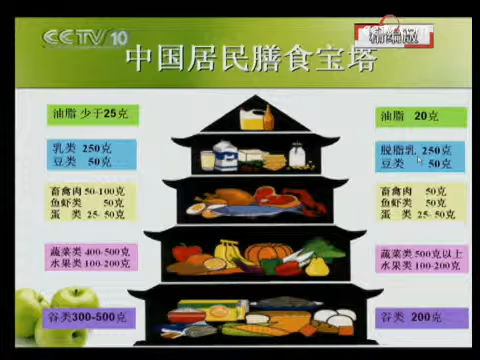 CCTV 10
精编版
中国居民膳食宝塔
油脂 少于25克
乳类 250克
豆类 50克
畜禽肉 50-100克
鱼虾类 50克
蛋 类 25-50克
蔬菜类 400-500克
水果类 100-200克
谷类 300-500克
油脂 20克
脱脂乳 250克
豆类 50克
畜禽肉 50克
鱼虾类 50克
蛋 类 25-50克
蔬菜类 500克以上
水果类 100-200克
谷类 200克